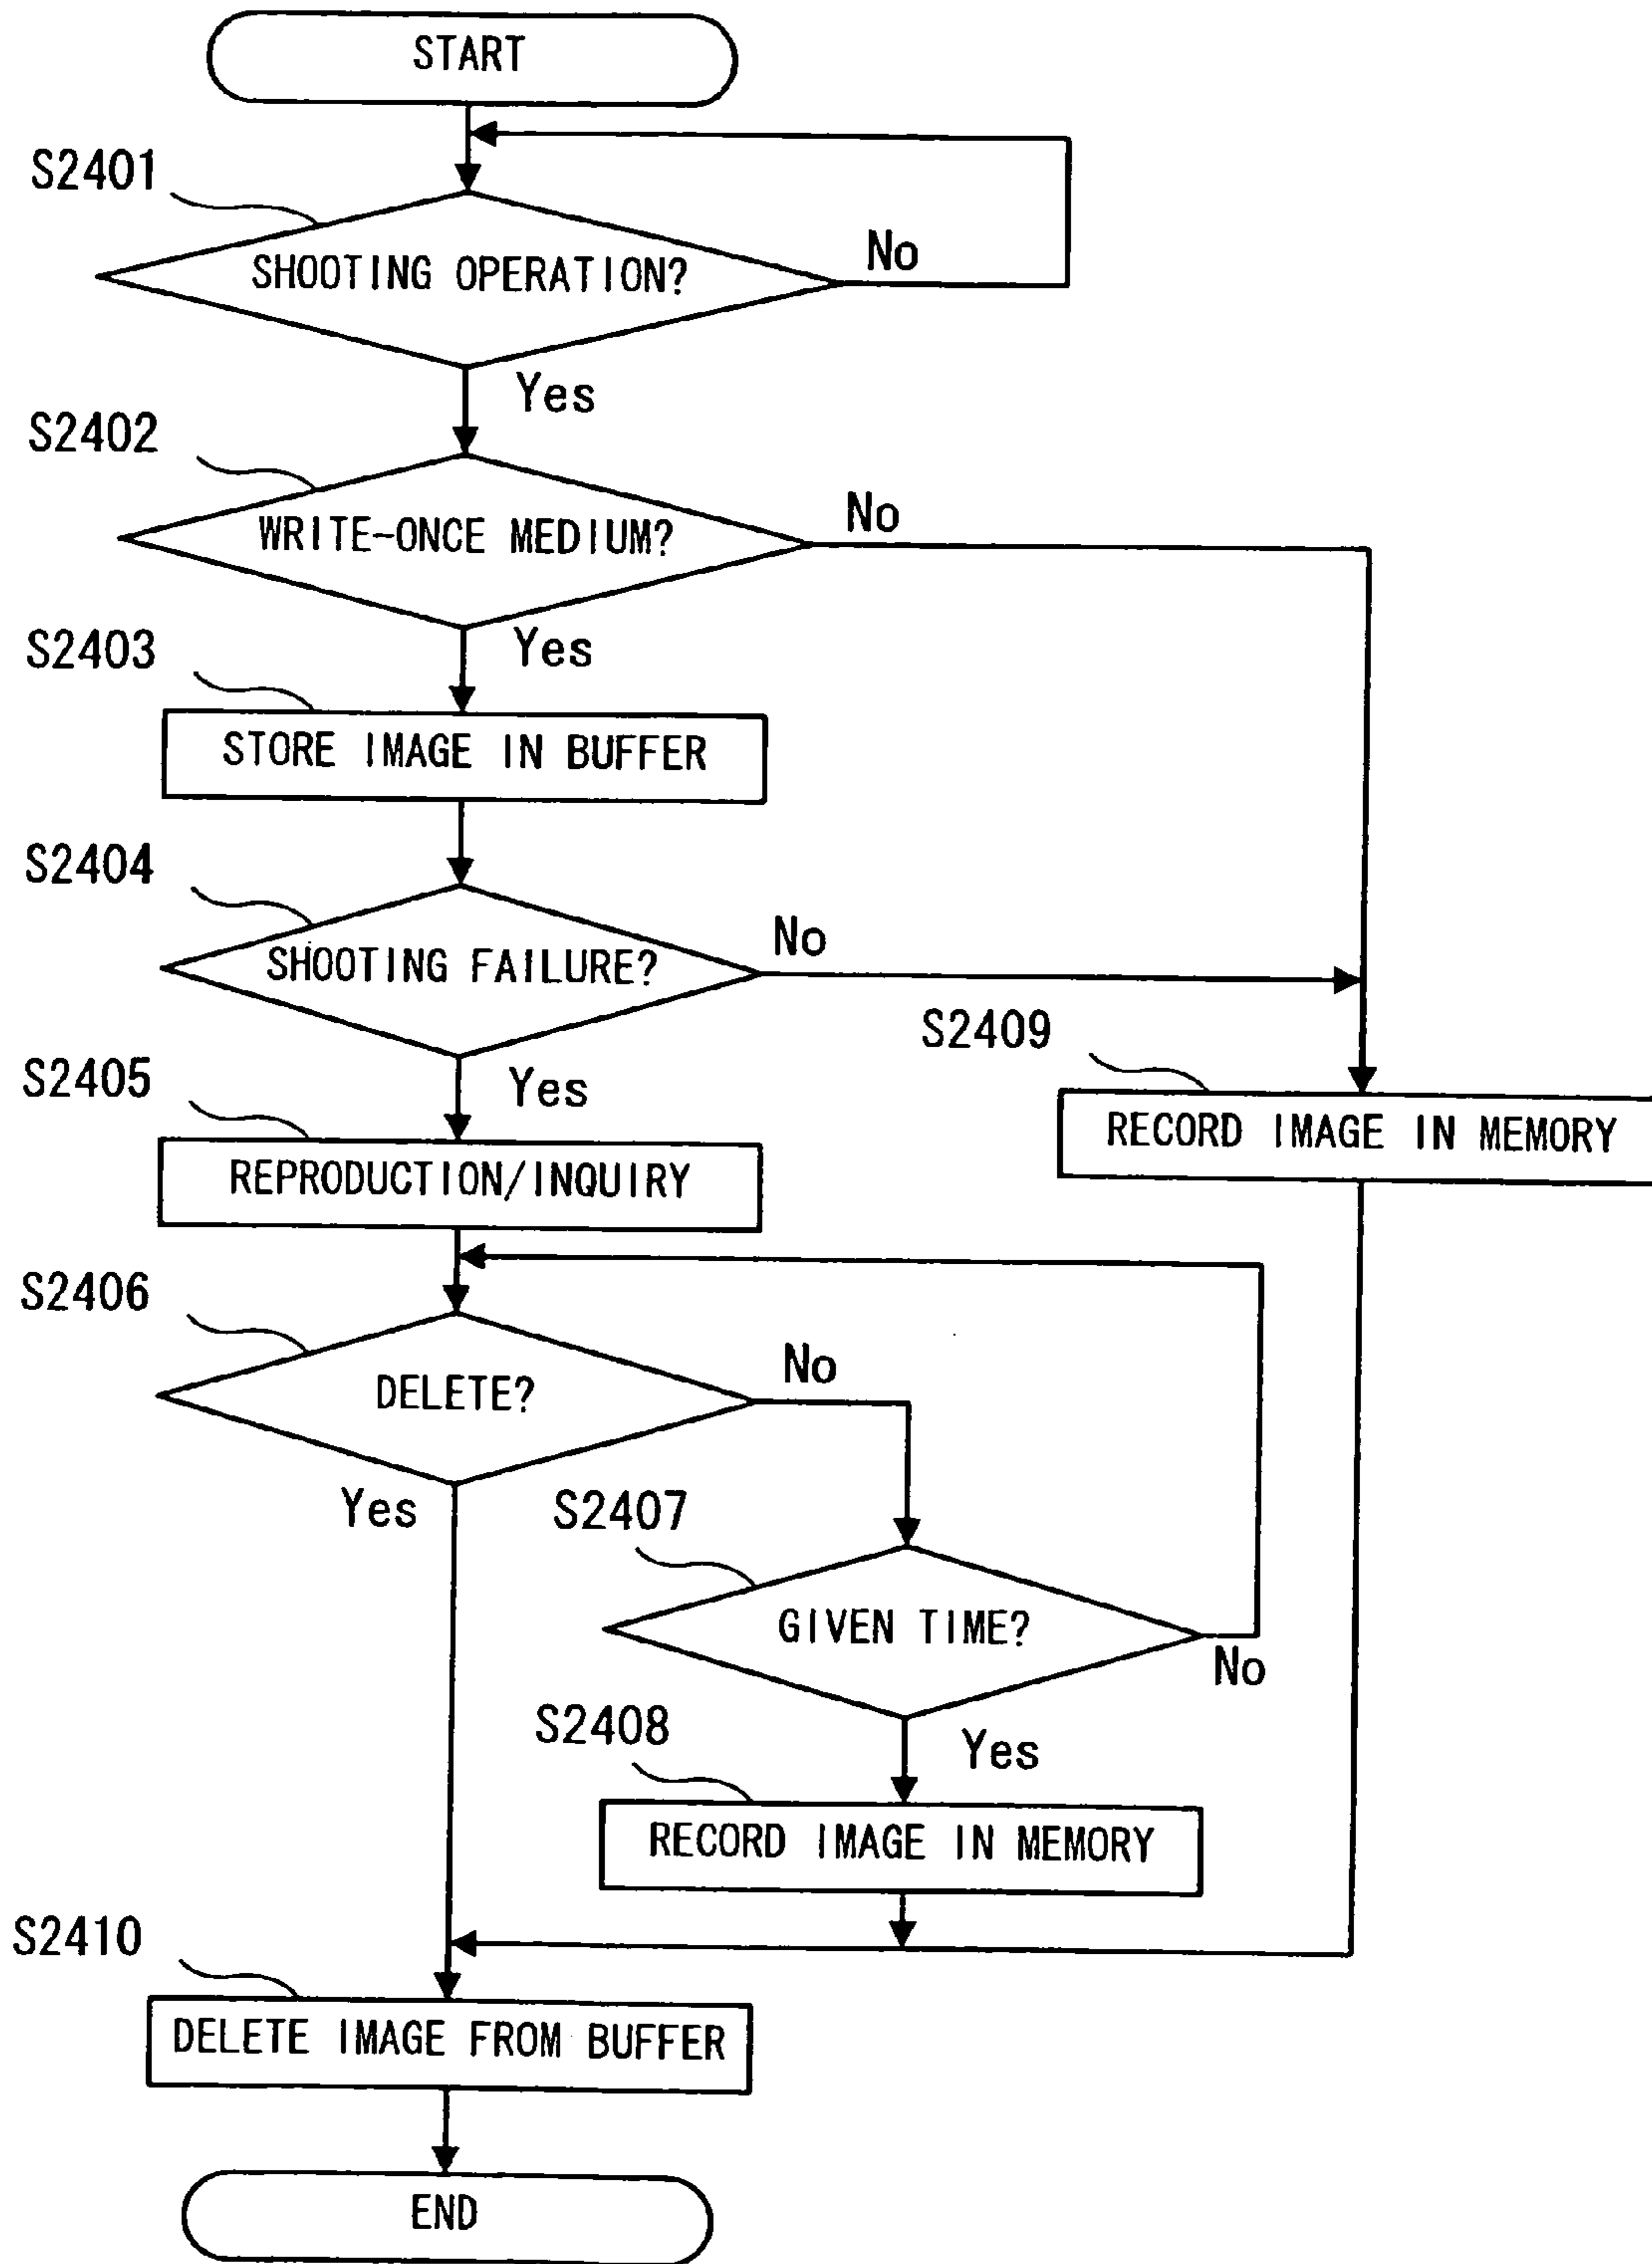 START
S2401
SHOOTING OPERATION?
No
Yes
S2402
WRITE-ONCE MEDIUM?
No
Yes
S2403
STORE IMAGE IN BUFFER
S2404
SHOOTING FAILURE?
No
Yes
S2409
RECORD IMAGE IN MEMORY
S2405
REPRODUCTION/INQUIRY
S2406
DELETE?
No
Yes
S2407
GIVEN TIME?
No
Yes
S2408
RECORD IMAGE IN MEMORY
S2410
DELETE IMAGE FROM BUFFER
END